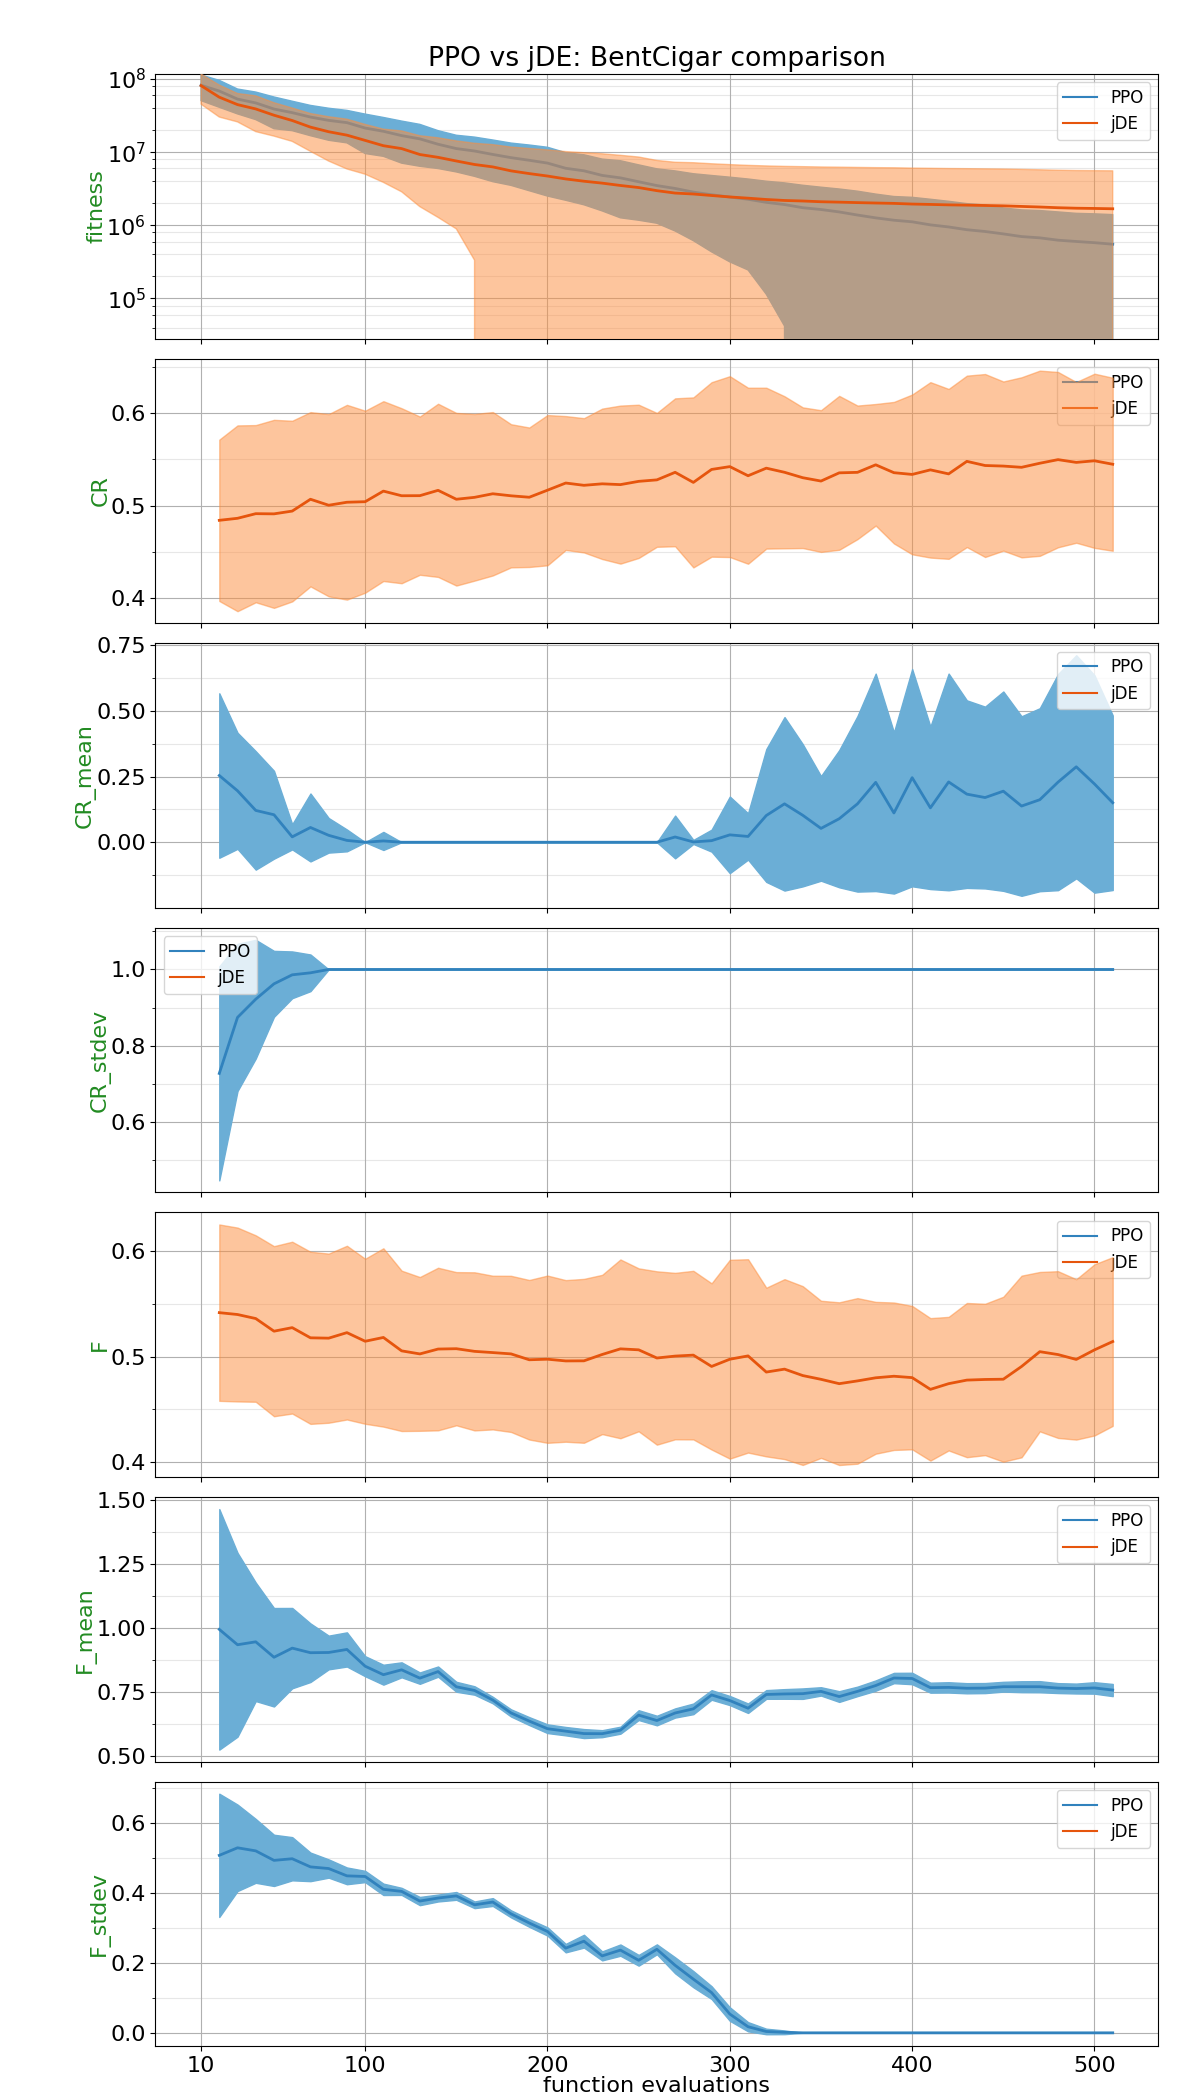 PPO vs jDE: BentCigar comparison
10^8
10^7
10^6
10^5
fitness
PPO
jDE
0.6
0.5
0.4
CR
PPO
jDE
0.75
0.50
0.25
0.00
CR_mean
PPO
jDE
1.0
0.8
0.6
CR_stdev
PPO
jDE
0.6
0.5
0.4
F
PPO
jDE
1.50
1.25
1.00
0.75
0.50
F_mean
PPO
jDE
0.6
0.4
0.2
0.0
F_stdev
PPO
jDE
10 100 200 300 400 500
function evaluations